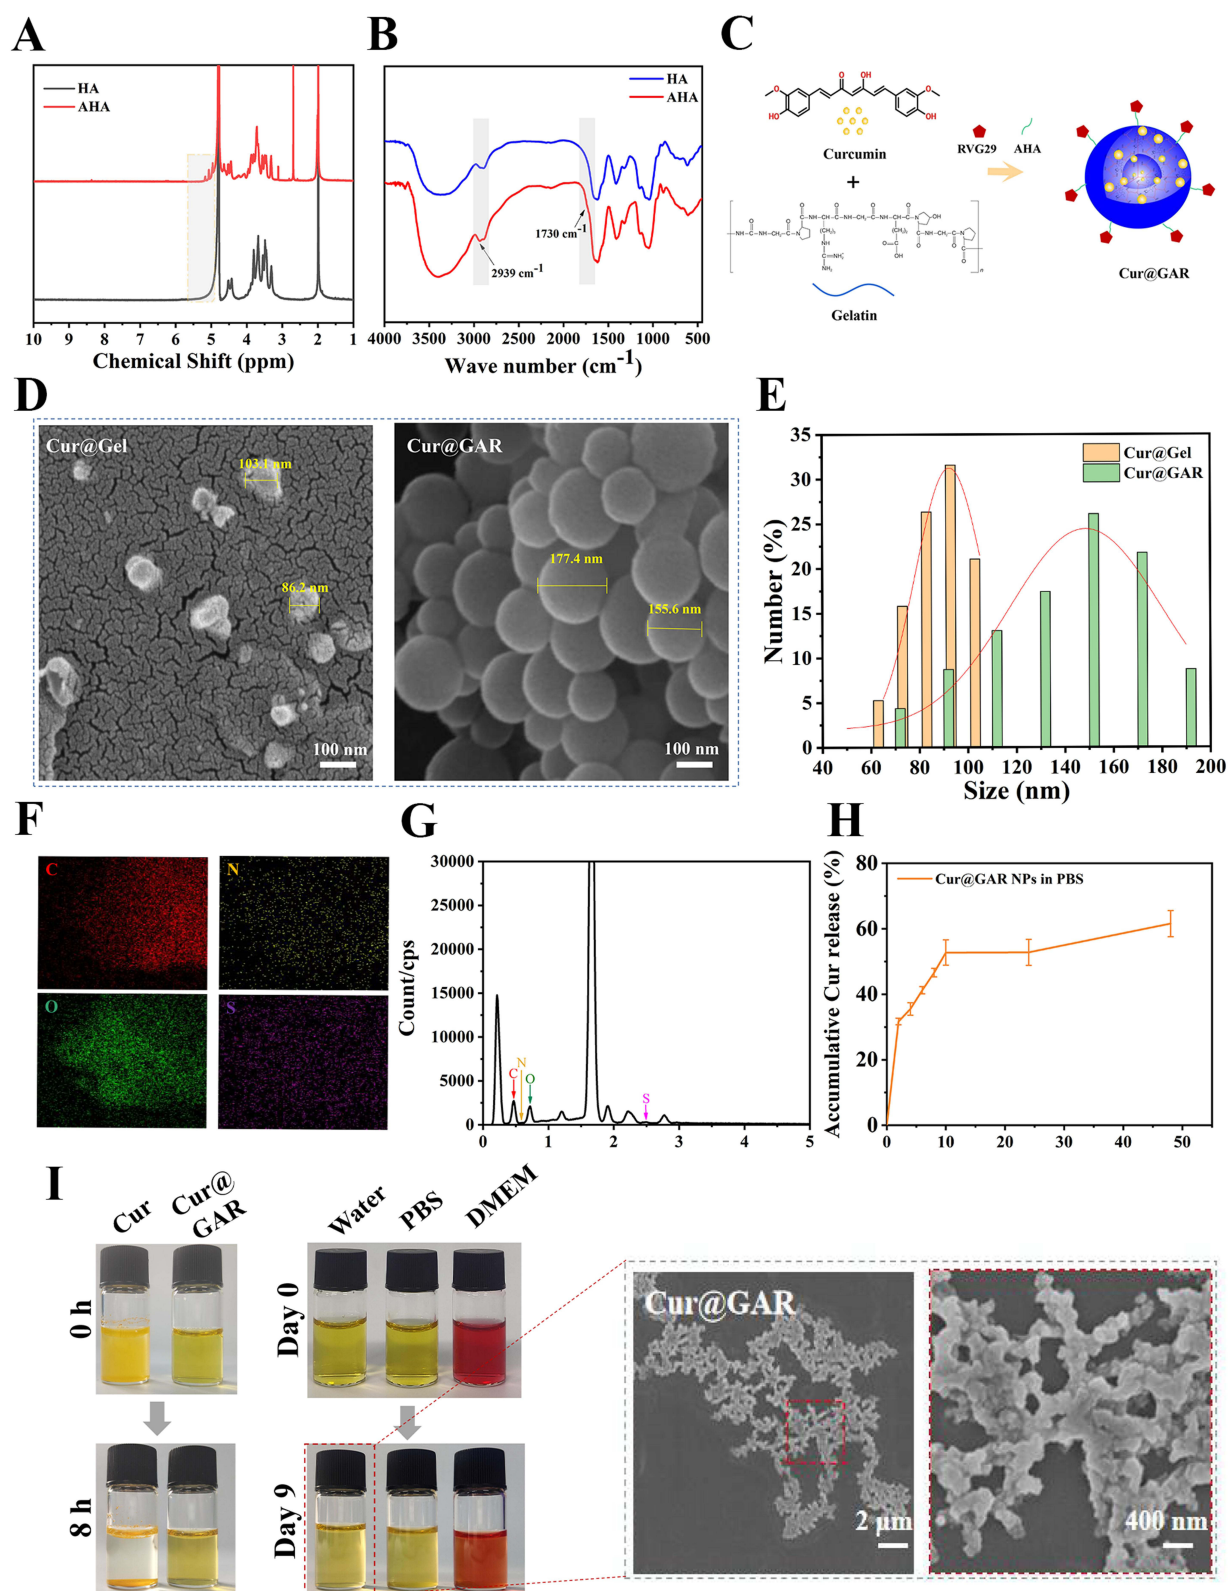 A
HA
AHA
10 9 8 7 6 5 4 3 2 1
Chemical Shift (ppm)
B
HA
AHA
1730 cm-1
2939 cm-1
4000 3500 3000 2500 2000 1500 1000 500
Wave number (cm-1)
C
O OH
O O
HO OH
Curcumin
+
Gelatin
RVG29 AHA
Cur@GAR
D
Cur@Gel
103.1 nm
86.2 nm
100 nm
Cur@GAR
177.4 nm
155.6 nm
100 nm
E
Cur@Gel
Cur@GAR
35
30
25
20
15
10
5
0
Number (%)
40 60 80 100 120 140 160 180 200
Size (nm)
F
C
N
O
S
G
30000
25000
20000
15000
10000
5000
0
Count/cps
C
N
O
S
0 1 2 3 4 5
H
Cur@GAR NPs in PBS
80
60
40
20
0
Accumulative Cur release (%)
0 10 20 30 40 50
I
Cur
Cur@
GAR
0 h
8 h
Water
PBS
DMEM
Day 0
Day 9
Cur@GAR
2 μm
400 nm